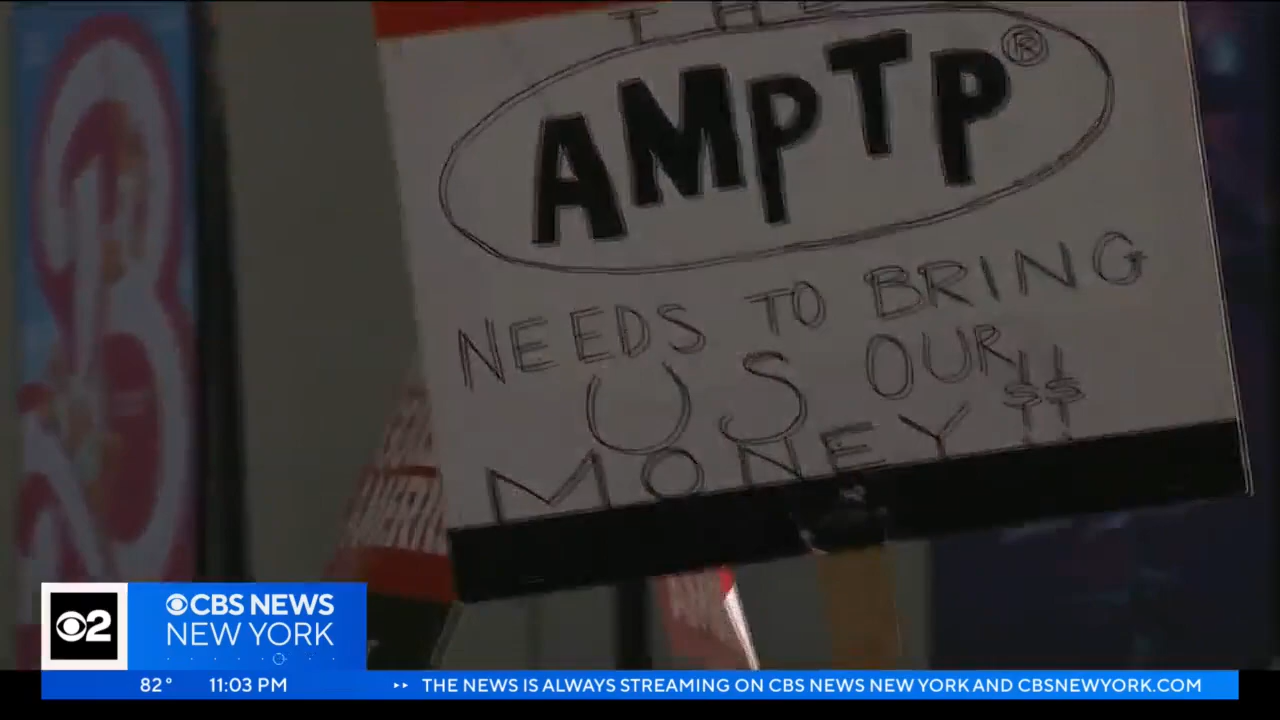 THE
AMPTP®
NEEDS TO BRING
US OUR
MONEY $$
2
CBS NEWS
NEW YORK
82° 11:03 PM THE NEWS IS ALWAYS STREAMING ON CBS NEWS NEW YORK AND CBSNEWYORK.COM